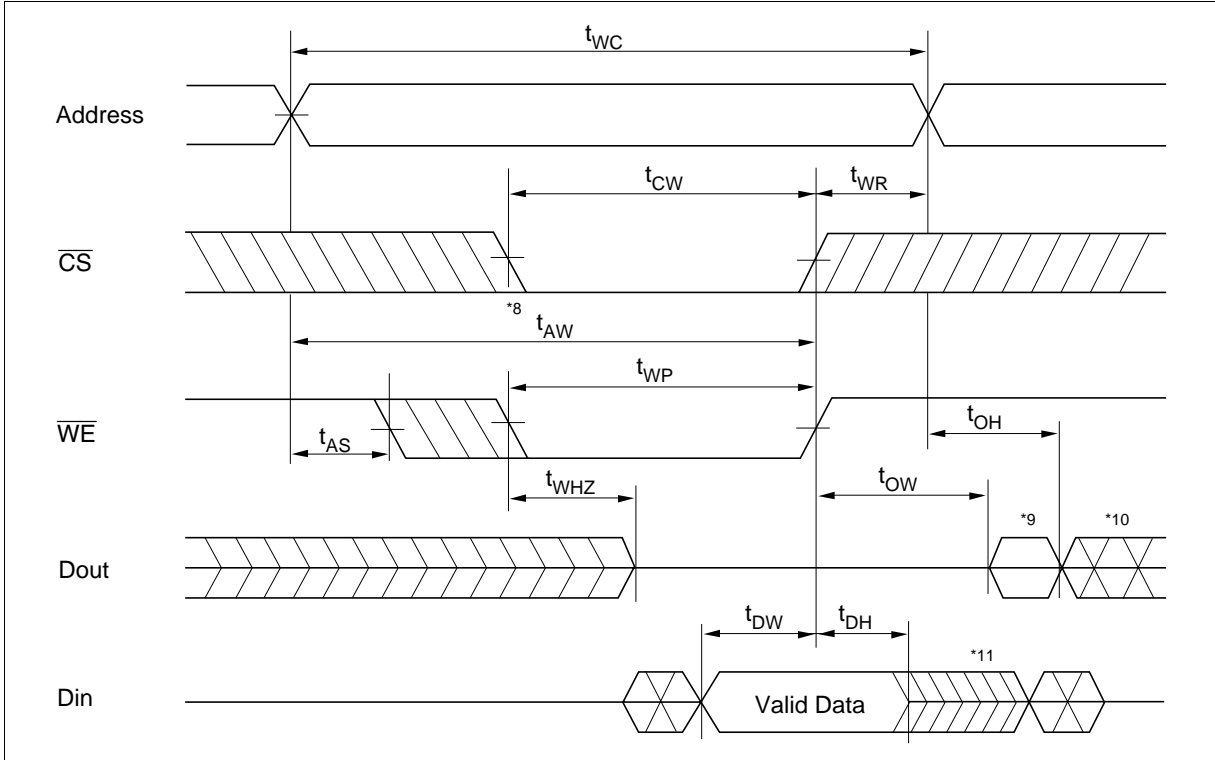 tWC
Address
tCW
tWR
CS
*8
tAW
tWP
WE
tAS
tOH
tWHZ
tOW
*9
*10
Dout
tDW
tDH
*11
Din
Valid Data